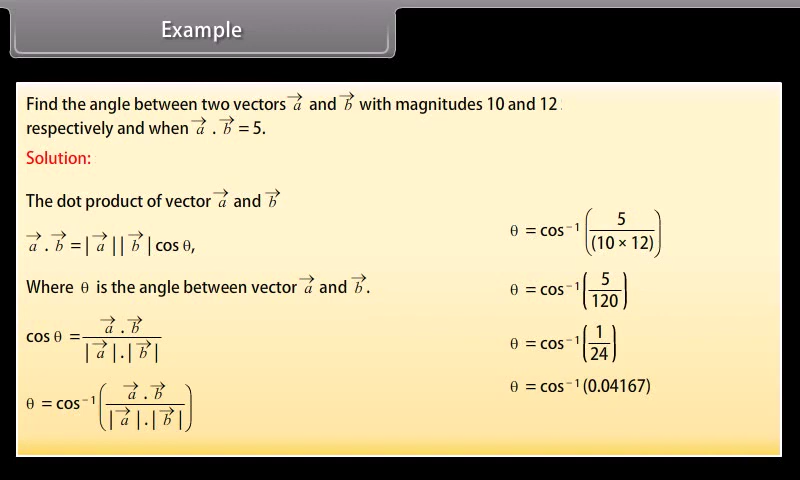 Example
Find the angle between two vectors a⃗ and b⃗ with magnitudes 10 and 12
respectively and when a⃗ . b⃗ = 5.
Solution:
The dot product of vector a⃗ and b⃗
a⃗ . b⃗ = | a⃗ | | b⃗ | cos θ,
Where θ is the angle between vector a⃗ and b⃗.
cos θ = a⃗ . b⃗ / | a⃗ | . | b⃗ |
θ = cos⁻¹ ( a⃗ . b⃗ / | a⃗ | . | b⃗ | )
θ = cos⁻¹ ( 5 / (10 × 12) )
θ = cos⁻¹ ( 5 / 120 )
θ = cos⁻¹ ( 1 / 24 )
θ = cos⁻¹ (0.04167)